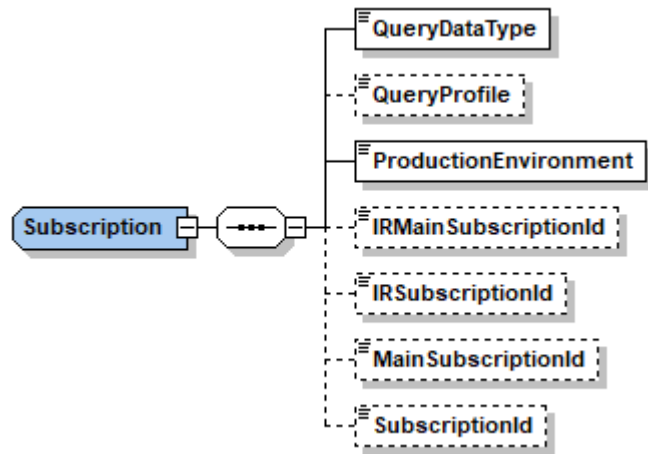 QueryDataType
QueryProfile
ProductionEnvironment
Subscription
IRMainSubscriptionId
IRSubscriptionId
MainSubscriptionId
SubscriptionId